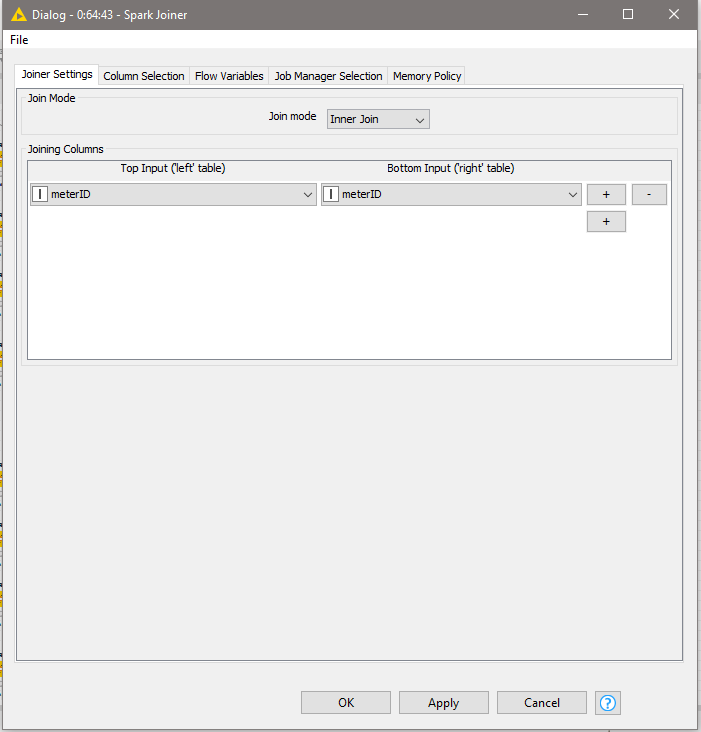 Dialog - 0:64:43 - Spark Joiner
File
Joiner Settings Column Selection Flow Variables Job Manager Selection Memory Policy
Join Mode
Join mode Inner Join
Joining Columns
Top Input ('left' table) Bottom Input ('right' table)
I meterID I meterID + -
+
OK Apply Cancel ?